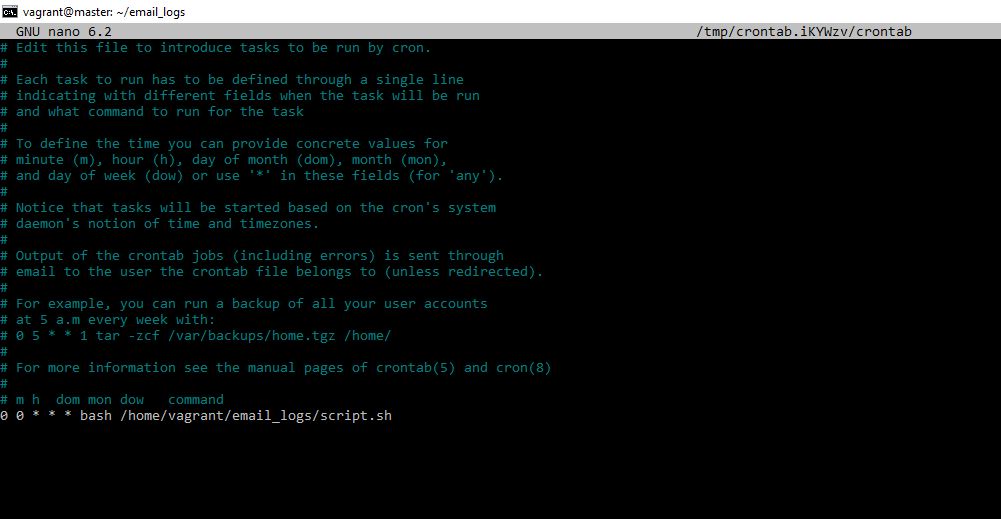 vagrant@master: ~/email_logs
GNU nano 6.2 /tmp/crontab.iKYWzv/crontab
# Edit this file to introduce tasks to be run by cron.
#
# Each task to run has to be defined through a single line
# indicating with different fields when the task will be run
# and what command to run for the task
#
# To define the time you can provide concrete values for
# minute (m), hour (h), day of month (dom), month (mon),
# and day of week (dow) or use '*' in these fields (for 'any').
#
# Notice that tasks will be started based on the cron's system
# daemon's notion of time and timezones.
#
# Output of the crontab jobs (including errors) is sent through
# email to the user the crontab file belongs to (unless redirected).
#
# For example, you can run a backup of all your user accounts
# at 5 a.m every week with:
# 0 5 * * 1 tar -zcf /var/backups/home.tgz /home/
#
# For more information see the manual pages of crontab(5) and cron(8)
#
# m h  dom mon dow   command
0 0 * * * bash /home/vagrant/email_logs/script.sh